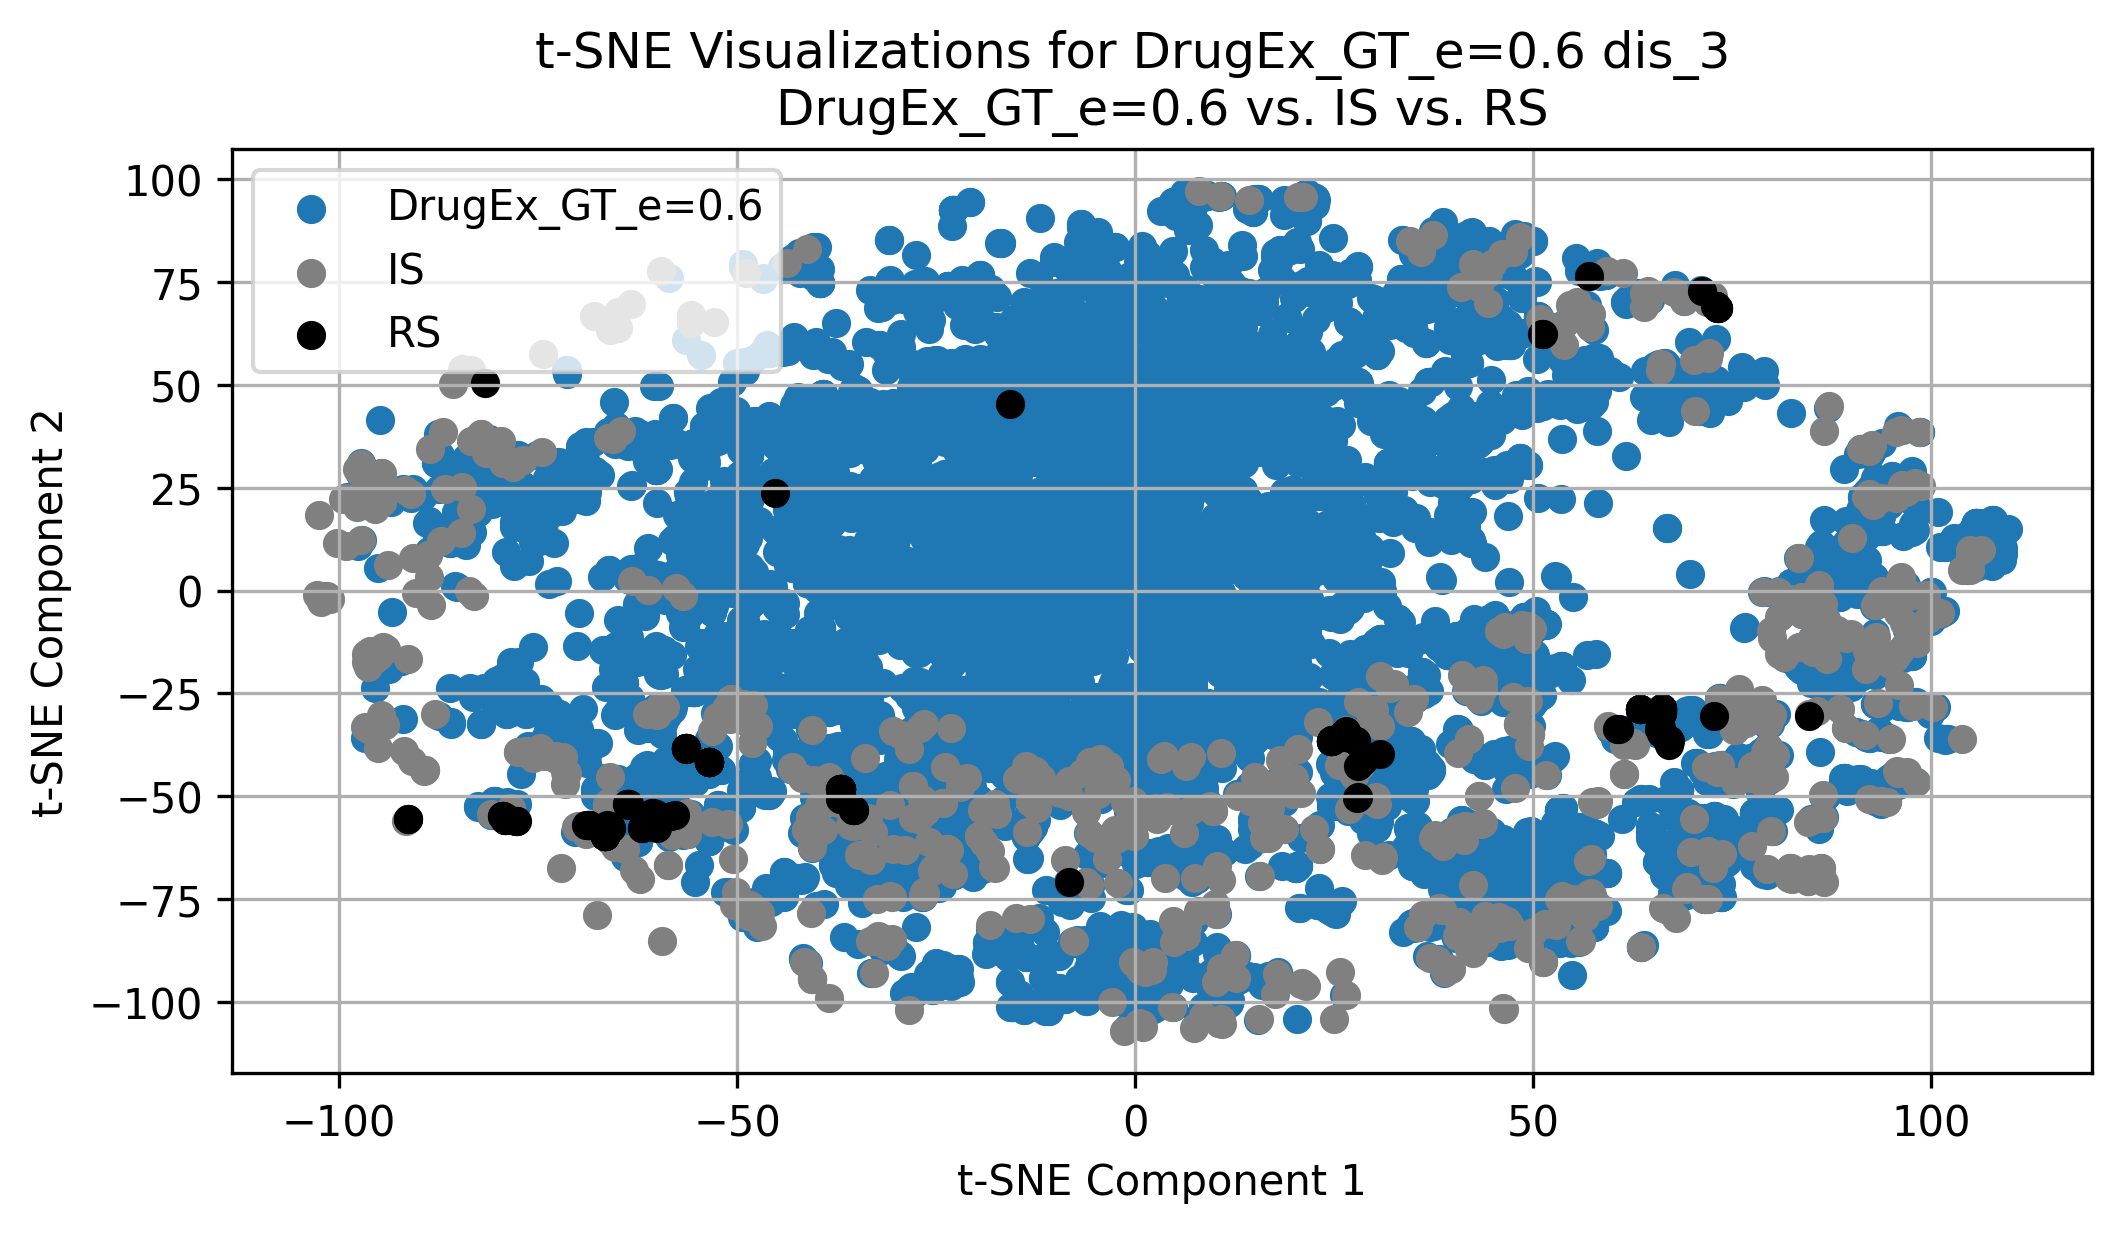 t-SNE Visualizations for DrugEx_GT_e=0.6 dis_3
DrugEx_GT_e=0.6 vs. IS vs. RS
DrugEx_GT_e=0.6
IS
RS
100
75
50
25
0
−25
−50
−75
−100
t-SNE Component 2
−100
−50
0
50
100
t-SNE Component 1